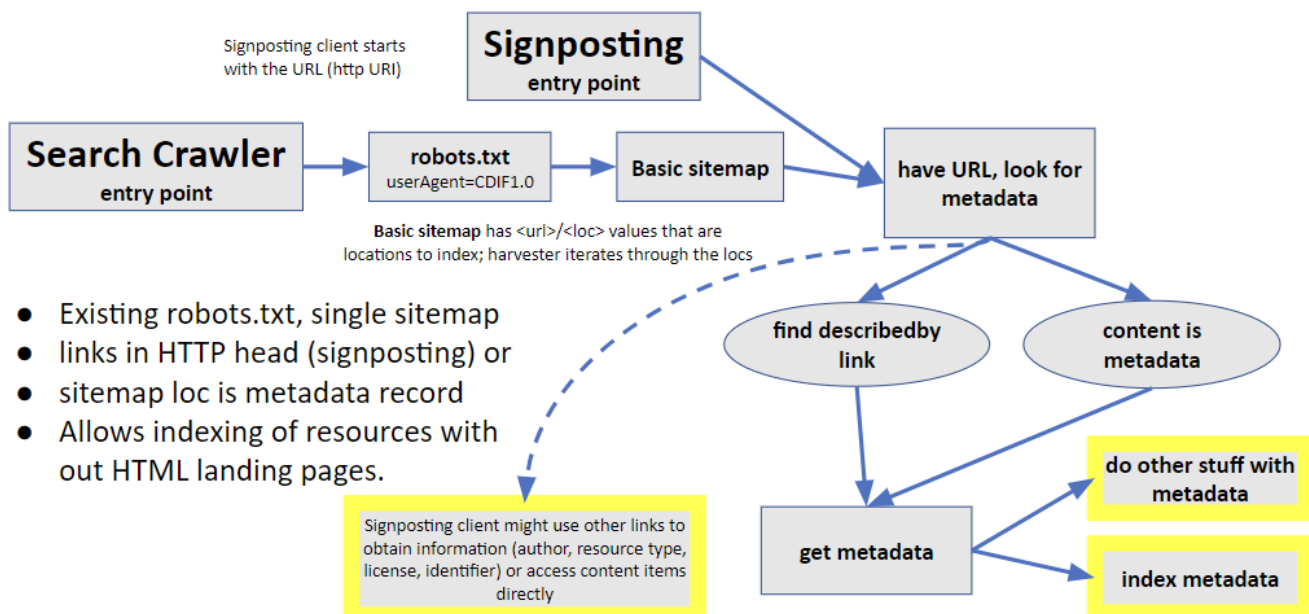 Signposting client starts
with the URL (http URI)
Signposting
entry point
Search Crawler
entry point
robots.txt
userAgent=CDIF1.0
Basic sitemap
have URL, look for
metadata
Basic sitemap has <url>/<loc> values that are
locations to index; harvester iterates through the locs
● Existing robots.txt, single sitemap
● links in HTTP head (signposting) or
● sitemap loc is metadata record
● Allows indexing of resources with
out HTML landing pages.
find describedby
link
content is
metadata
Signposting client might use other links to
obtain information (author, resource type,
license, identifier) or access content items
directly
get metadata
do other stuff with
metadata
index metadata